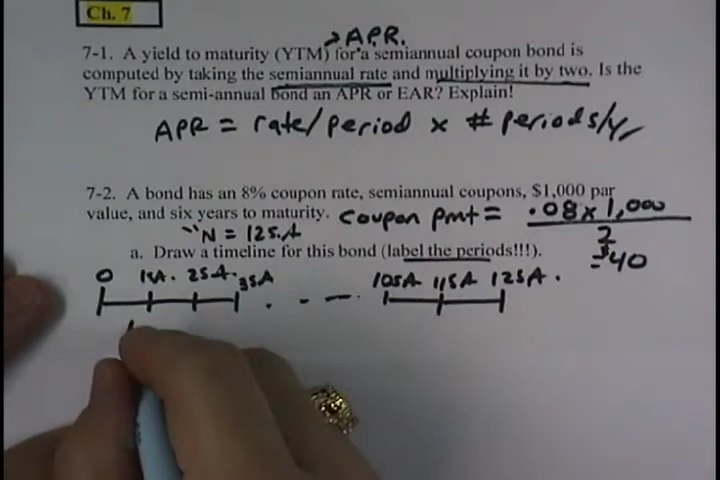 Ch. 7
→ A.P.R.
7-1. A yield to maturity (YTM) for a semiannual coupon bond is
computed by taking the semiannual rate and multiplying it by two. Is the
YTM for a semi-annual bond an APR or EAR? Explain!
APR = rate/period x # periods/yr
7-2. A bond has an 8% coupon rate, semiannual coupons, $1,000 par
value, and six years to maturity. coupon pmt = .08 x 1,000
N = 12 S.A 2
a. Draw a timeline for this bond (label the periods!!!). = $40
0 1SA. 2SA. 3SA 10SA 11SA 12SA.
. - -